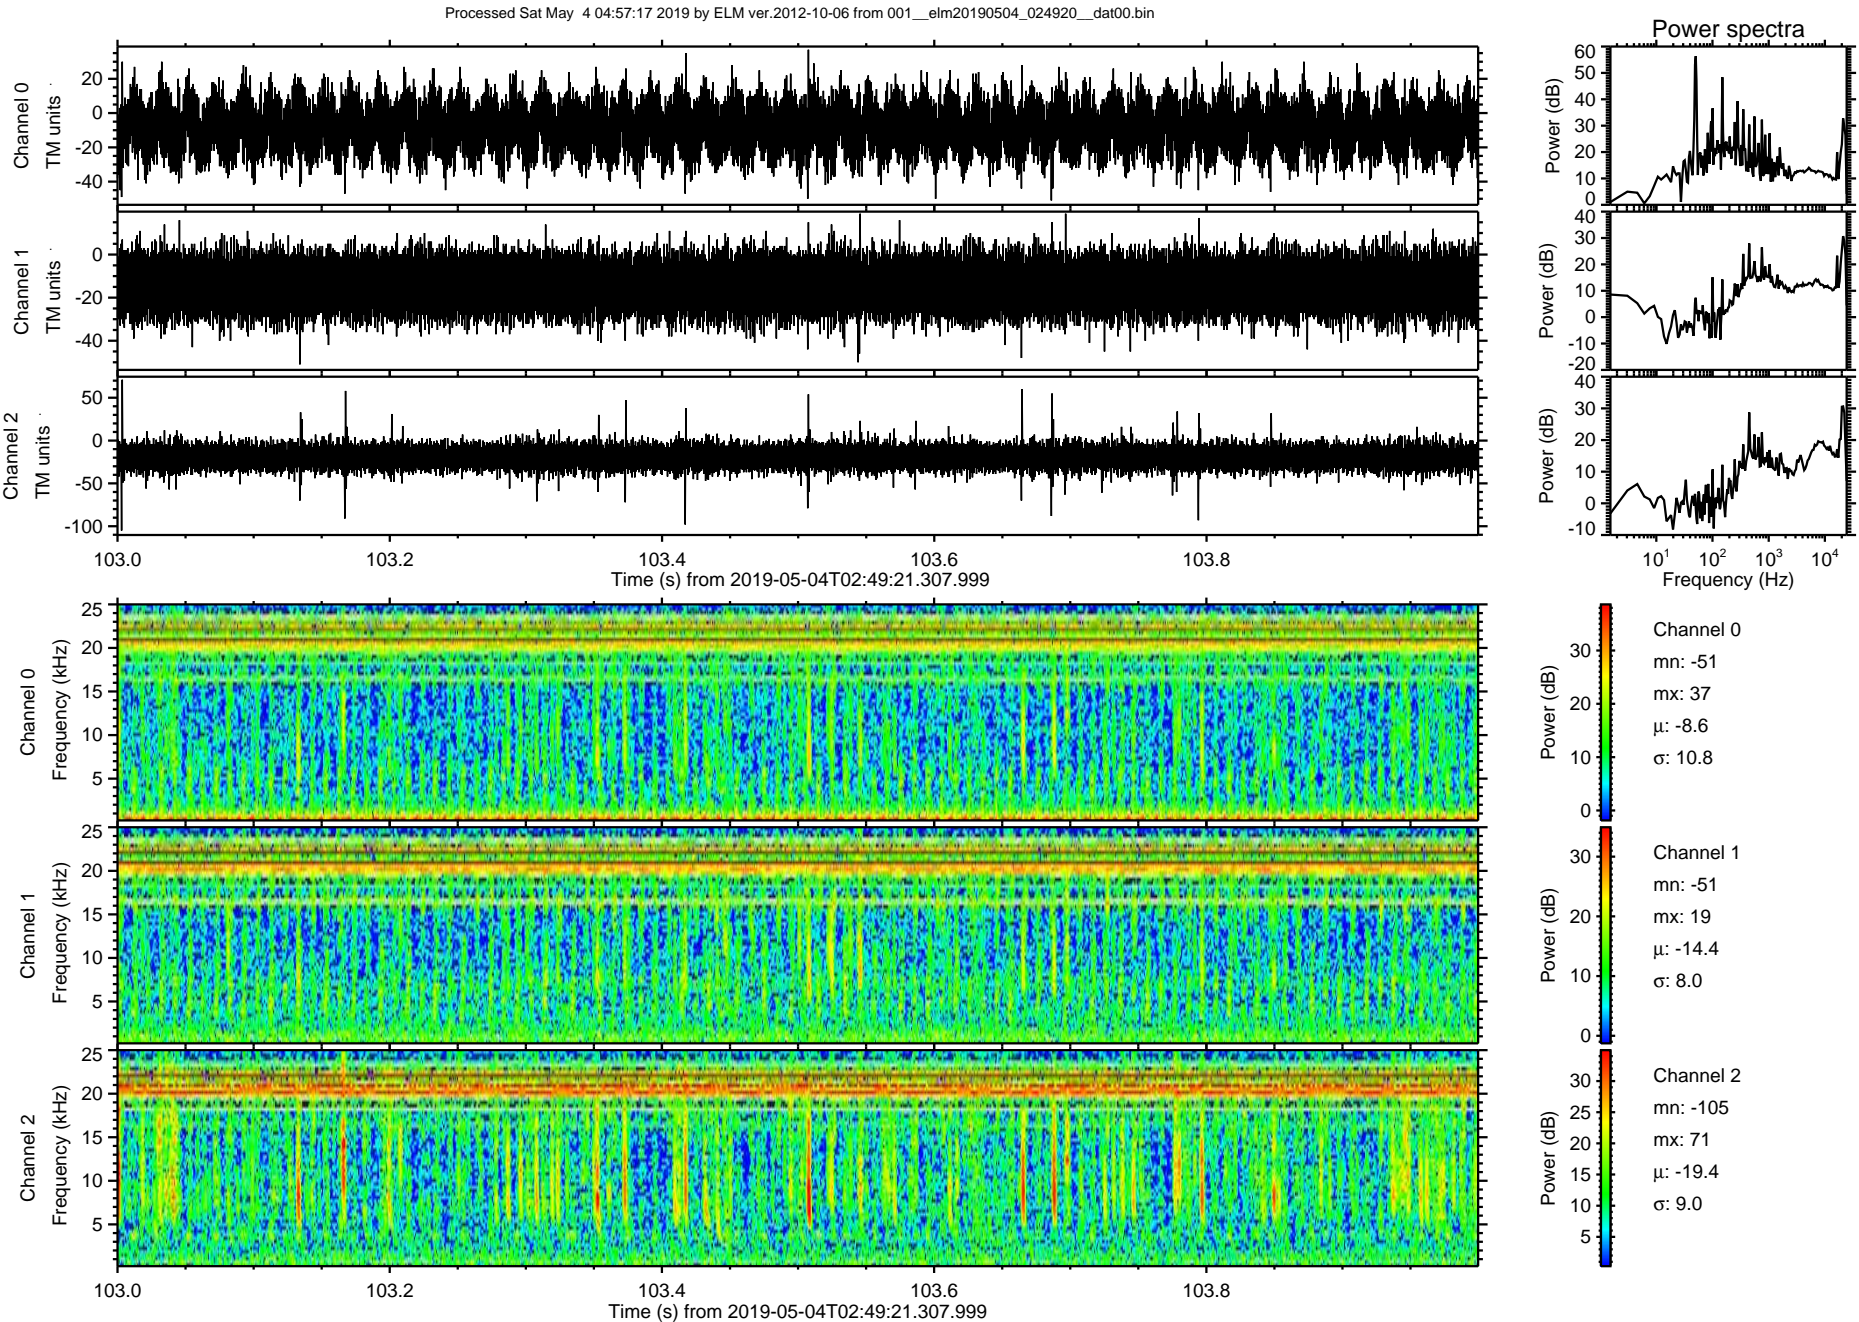 Processed Sat May  4 04:57:17 2019 by ELM ver.2012-10-06 from 001__elm20190504_024920__dat00.bin
Power spectra
Channel 0
TM units
20
0
-20
-40
Power (dB)
60
50
40
30
20
10
0
Channel 1
TM units
0
-20
-40
Power (dB)
40
30
20
10
0
-10
-20
Channel 2
TM units
50
0
-50
-100
Power (dB)
40
30
20
10
0
-10
103.0 103.2 103.4 103.6 103.8
Time (s) from 2019-05-04T02:49:21.307.999
10¹ 10² 10³ 10⁴
Frequency (Hz)
Channel 0
Frequency (kHz)
25
20
15
10
5
Power (dB)
30
20
10
0
Channel 0
mn: -51
mx: 37
μ: -8.6
σ: 10.8
Channel 1
Frequency (kHz)
25
20
15
10
5
Power (dB)
30
20
10
0
Channel 1
mn: -51
mx: 19
μ: -14.4
σ: 8.0
Channel 2
Frequency (kHz)
25
20
15
10
5
Power (dB)
30
25
20
15
10
5
Channel 2
mn: -105
mx: 71
μ: -19.4
σ: 9.0
103.0 103.2 103.4 103.6 103.8
Time (s) from 2019-05-04T02:49:21.307.999